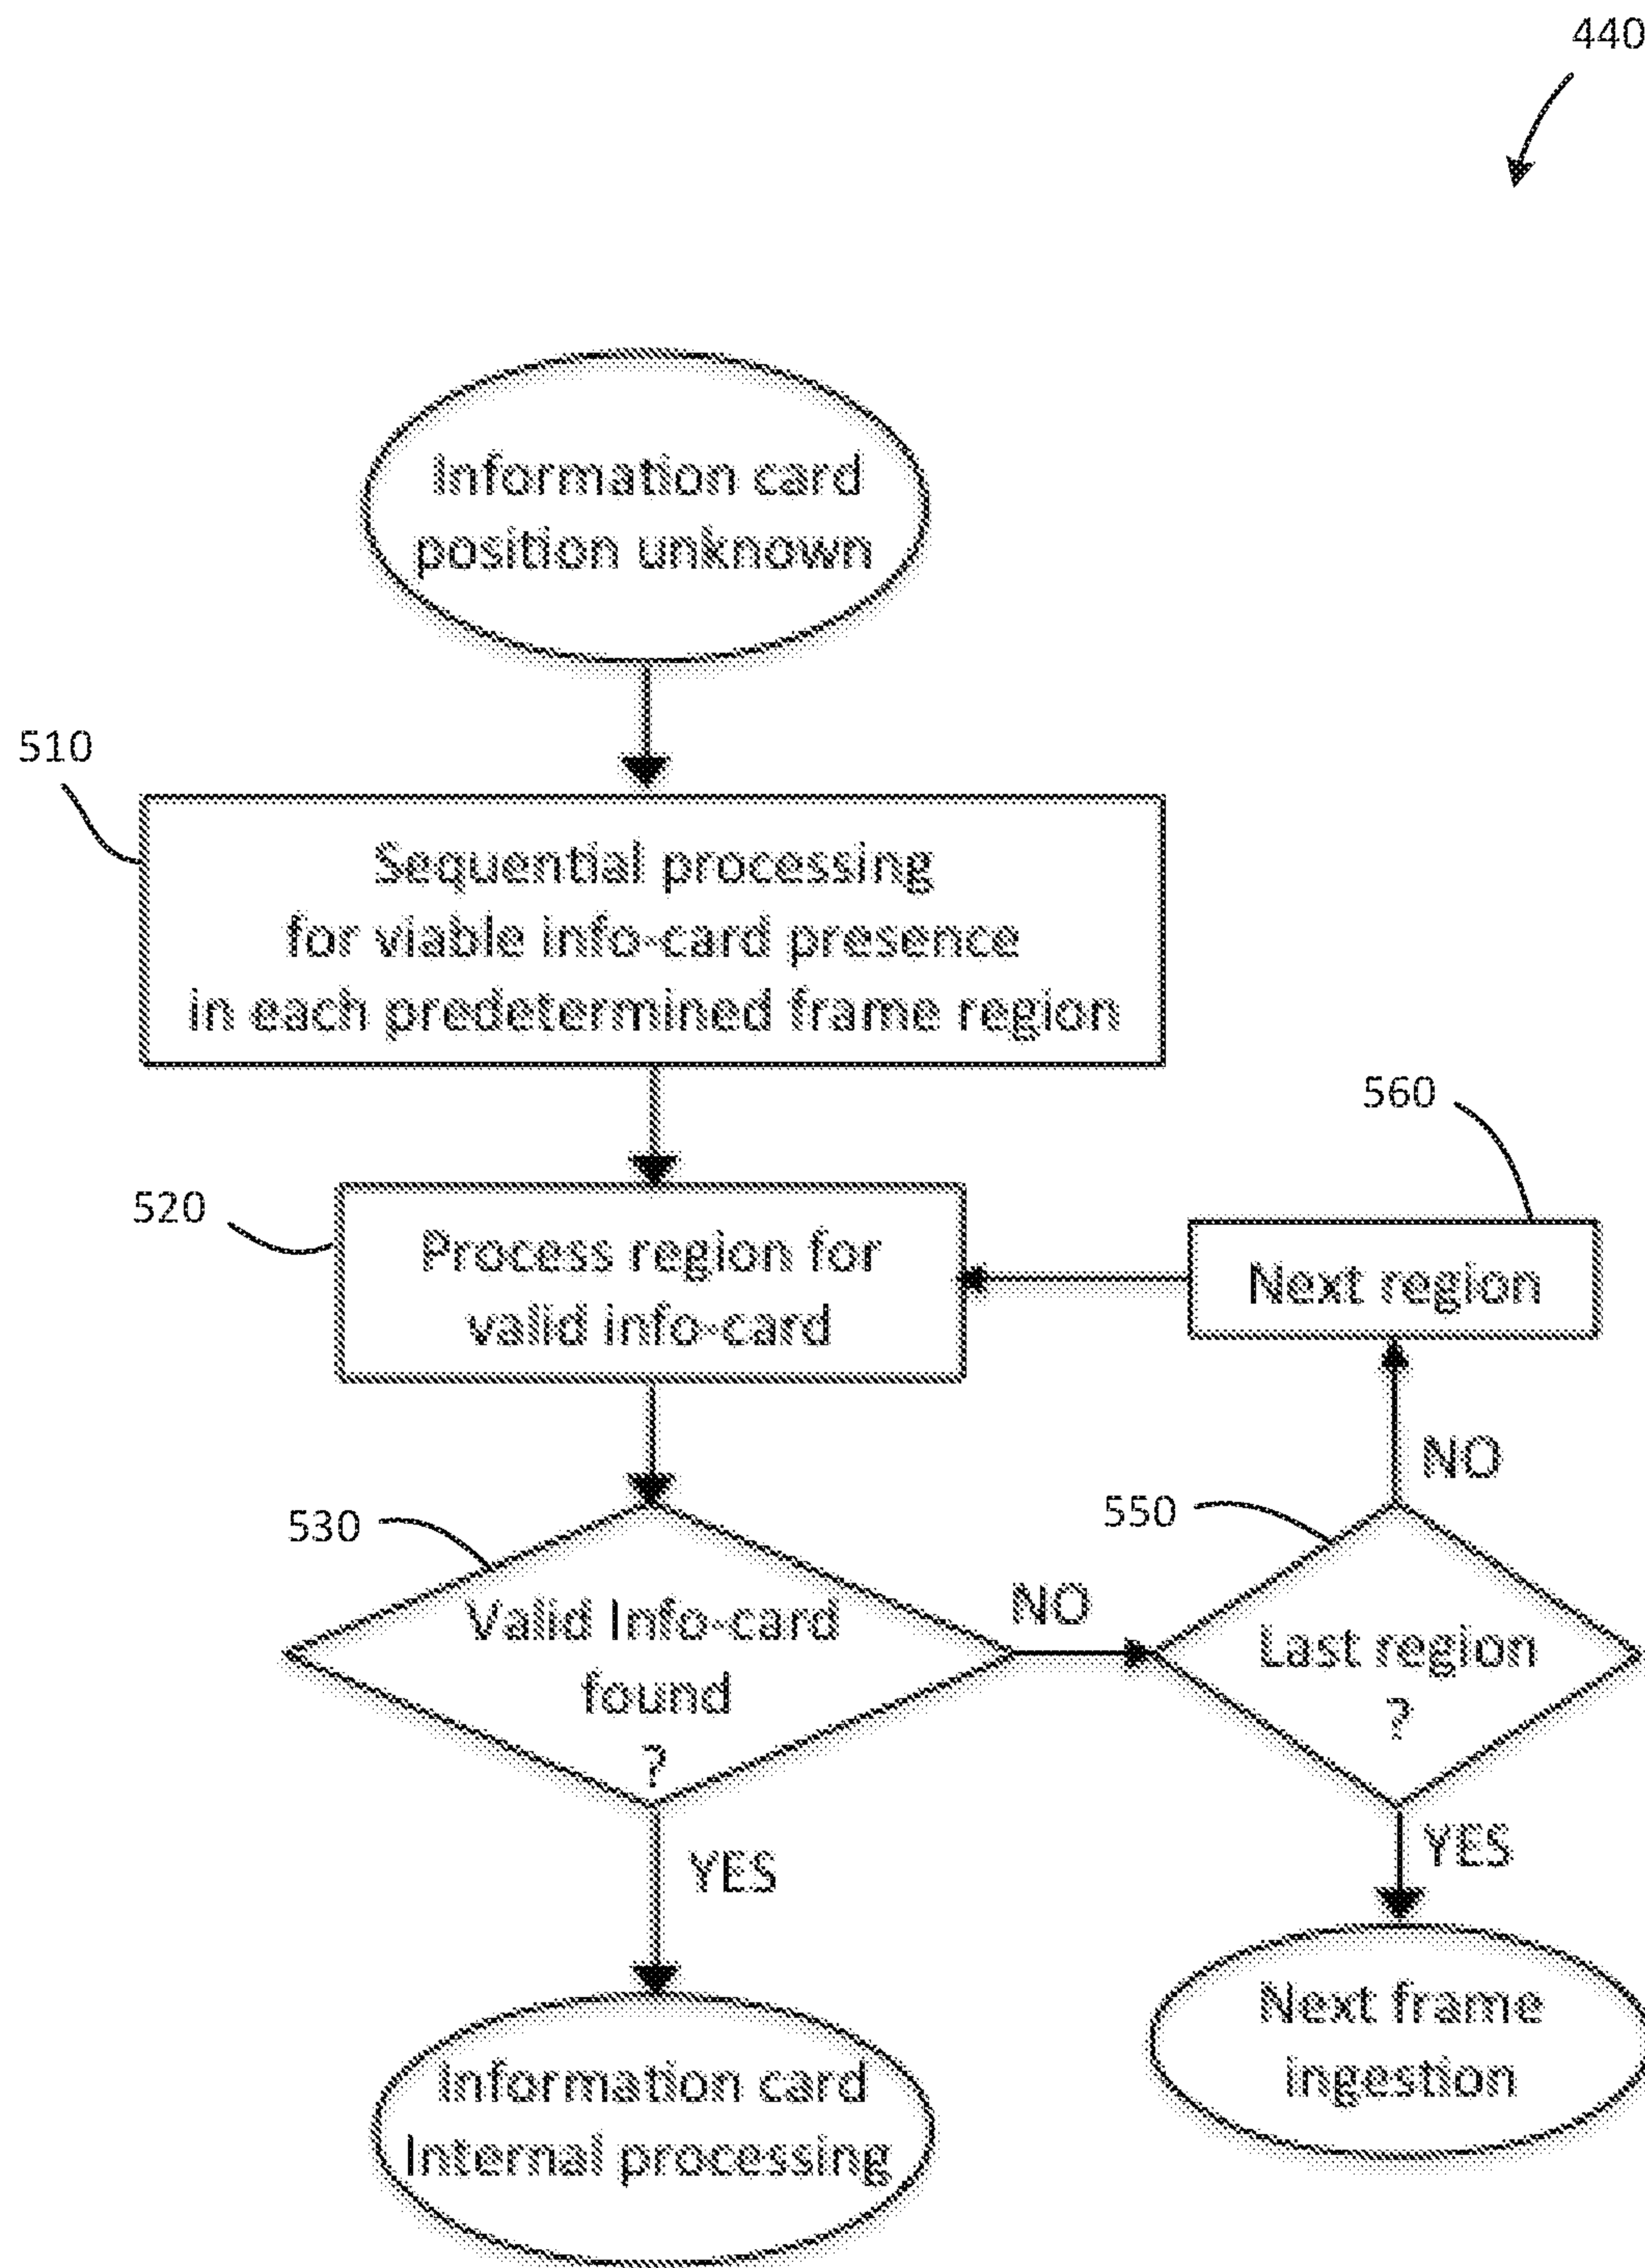 440
Information card
position unknown
510
Sequential processing
for viable info-card presence
in each predetermined frame region
560
520
Process region for
valid info-card
Next region
NO
530
550
Valid Info-card
found
?
NO
Last region
?
YES
YES
Next frame
ingestion
Information card
Internal processing